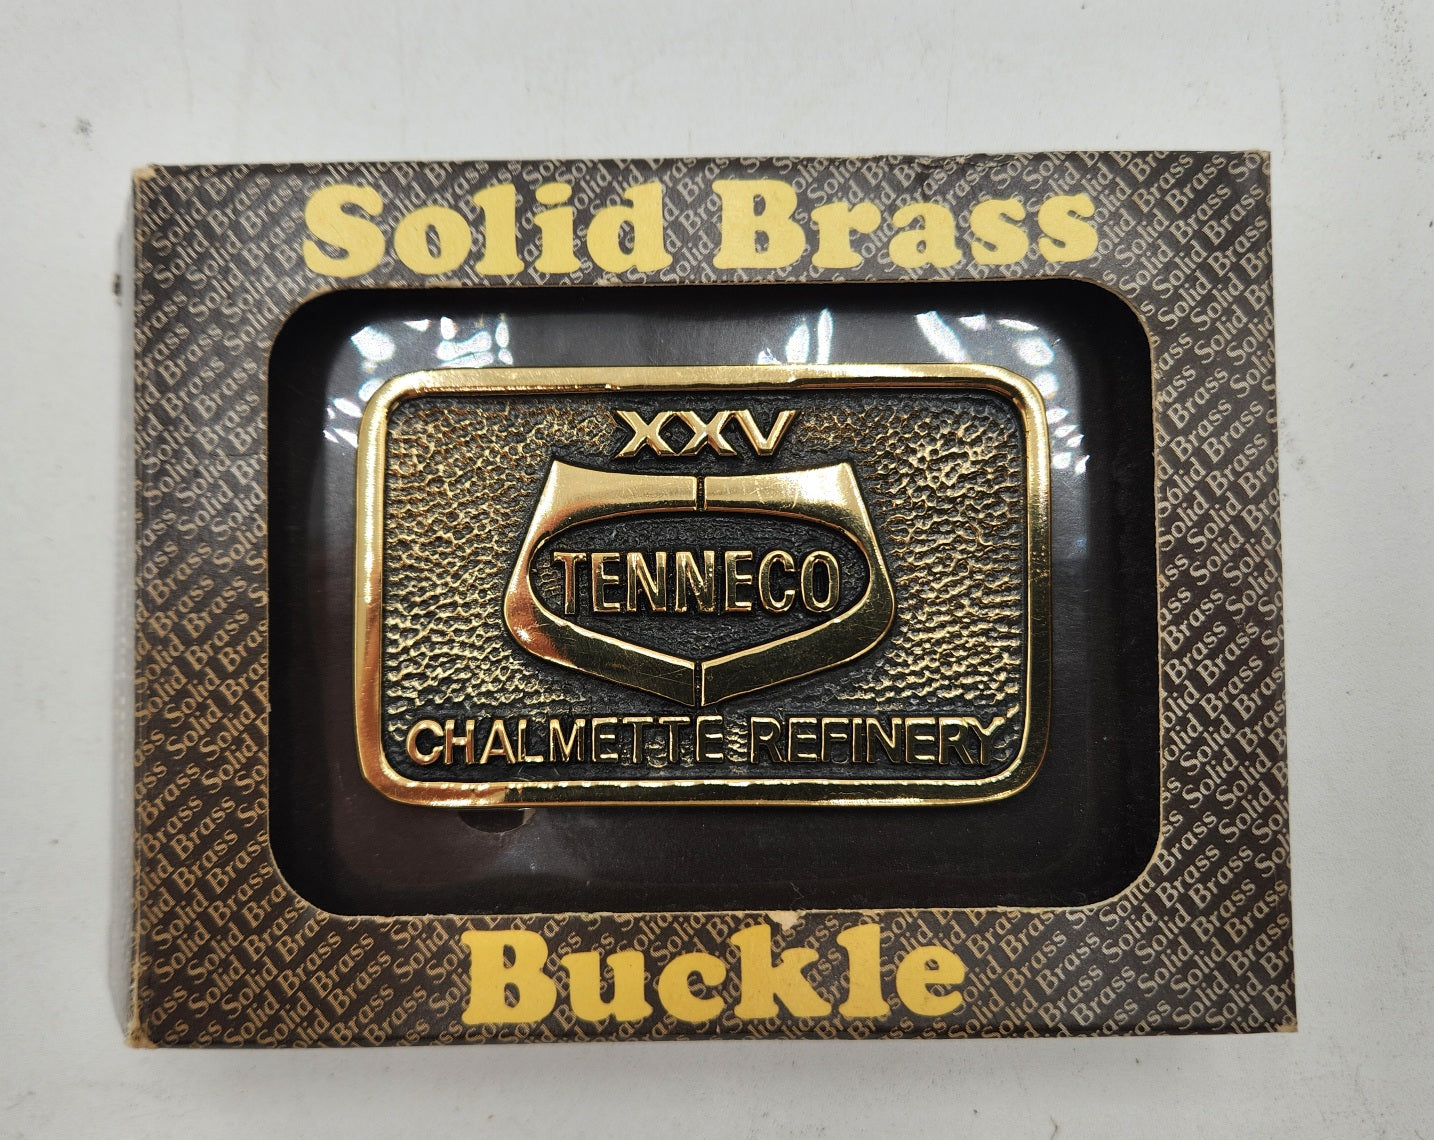 Solid Brass
XXV
TENNECO
CHALMETTE REFINERY
Buckle